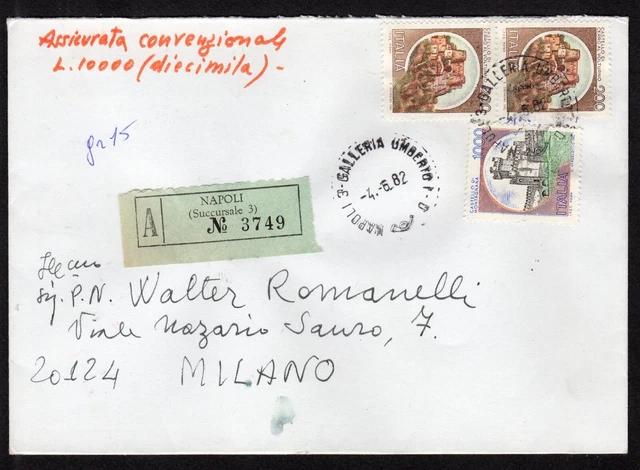 Assicurata convenzionale
L. 10000 (diecimila) -
gr 15
ITALIA
ITALIA
200
1000
ITALIA
NAPOLI 3 - GALLERIA UMBERTO I
-4.-6.82
A
NAPOLI
(Succursale 3)
№ 3749
sig. P.N. Walter Romanelli
Viale Nazario Sauro, 7.
20124 MILANO